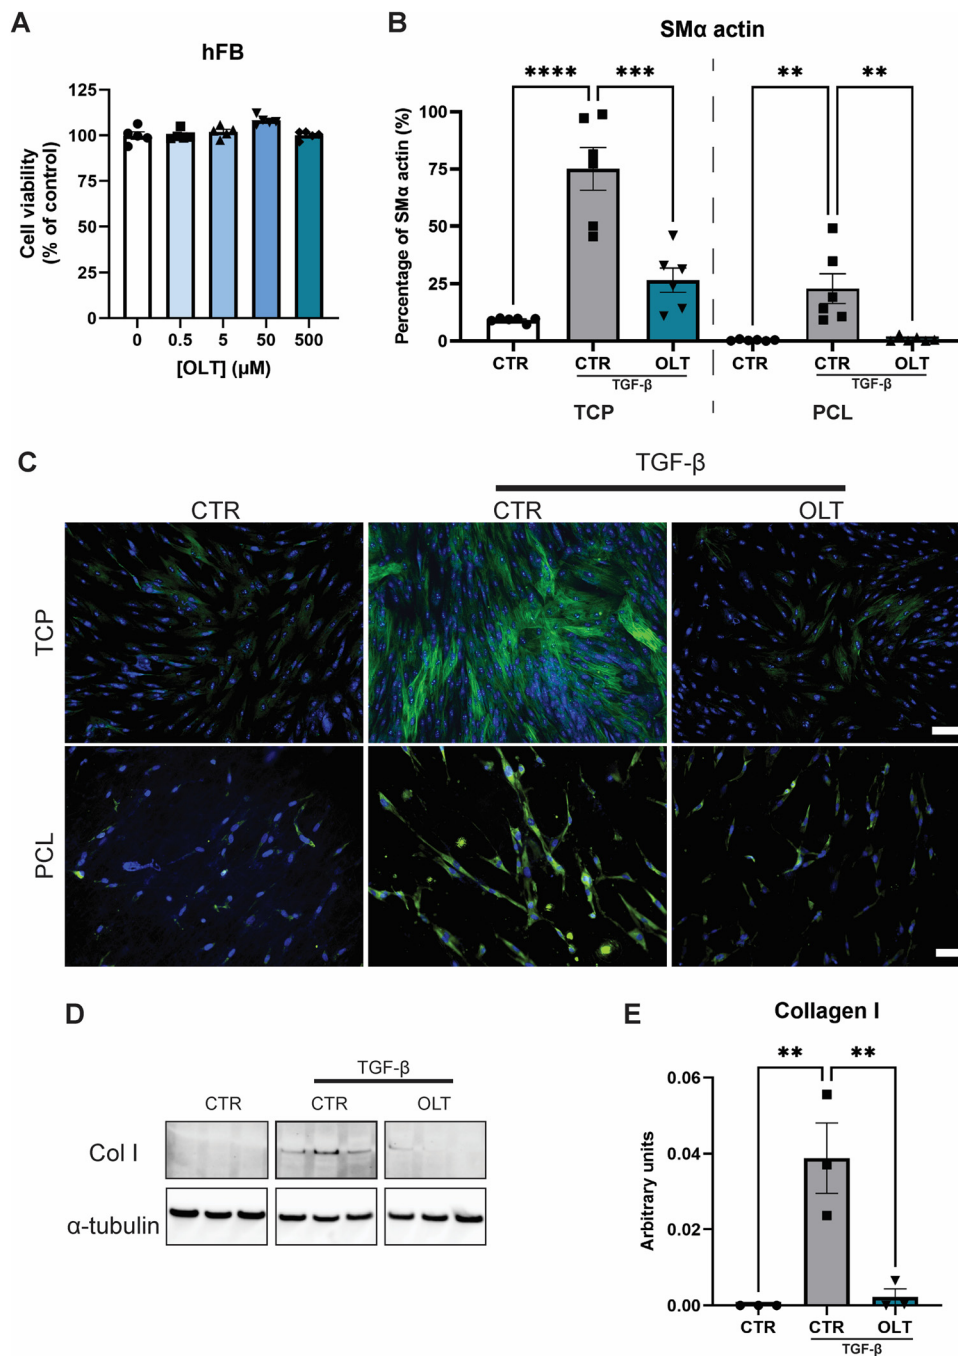 A
hFB
Cell viability
(% of control)
125
100
75
50
25
0
0 0.5 5 50 500
[OLT] (µM)
B
SMα actin
**** *** ** **
Percentage of SMα actin (%)
100
75
50
25
0
CTR CTR OLT CTR CTR OLT
TGF-β TGF-β
TCP PCL
C
TGF-β
CTR CTR OLT
TCP
PCL
D
TGF-β
CTR CTR OLT
Col I
α-tubulin
E
Collagen I
** **
Arbitrary units
0.06
0.04
0.02
0.00
CTR CTR OLT
TGF-β